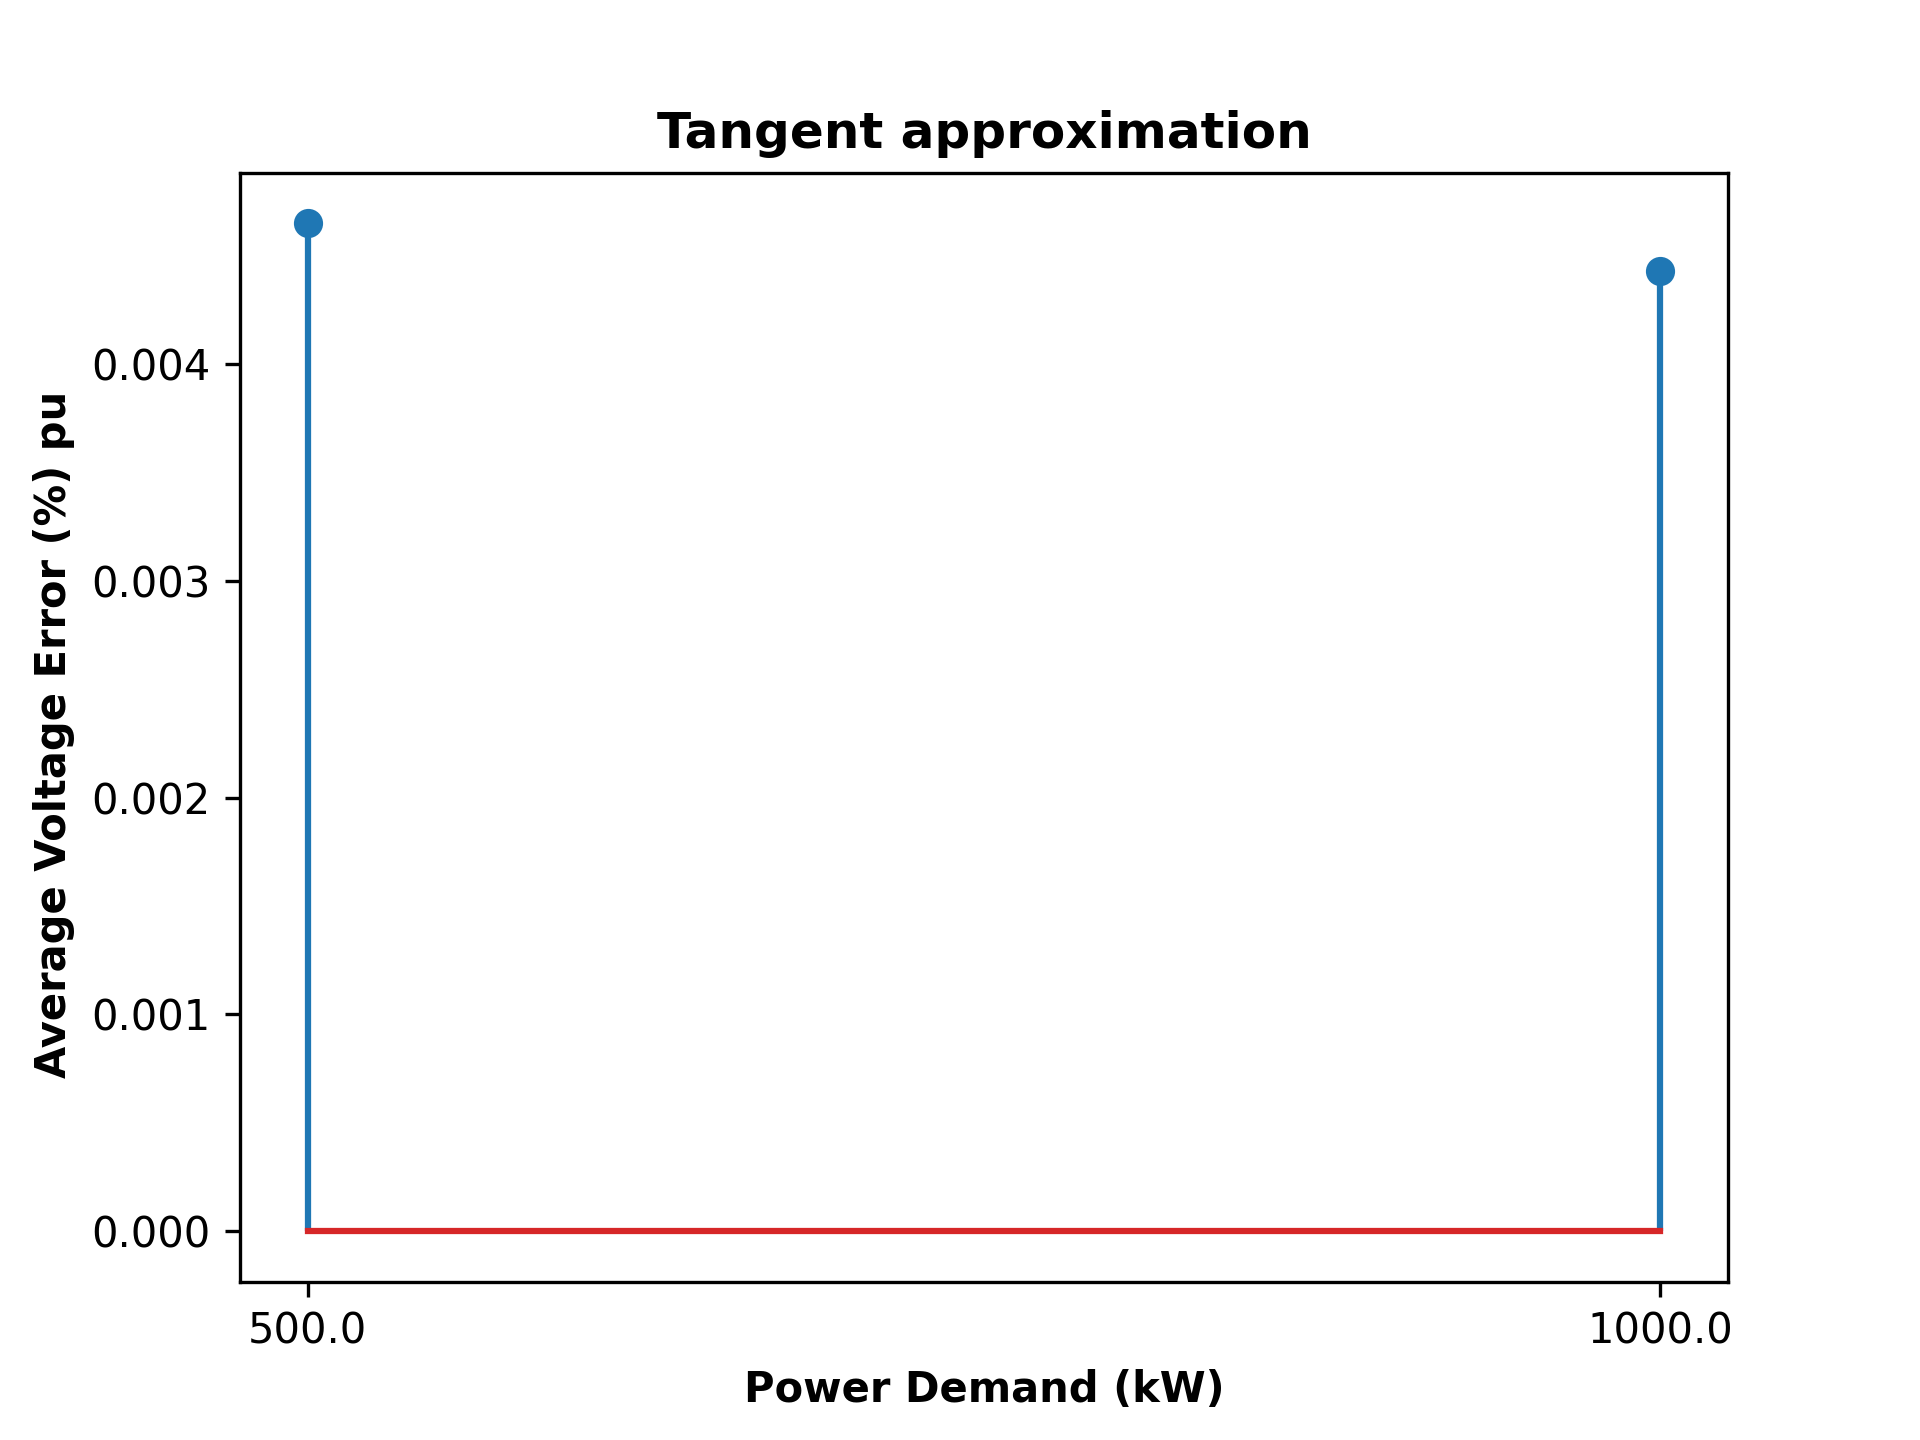 Tangent approximation
Average Voltage Error (%) pu
0.004
0.003
0.002
0.001
0.000
500.0
1000.0
Power Demand (kW)